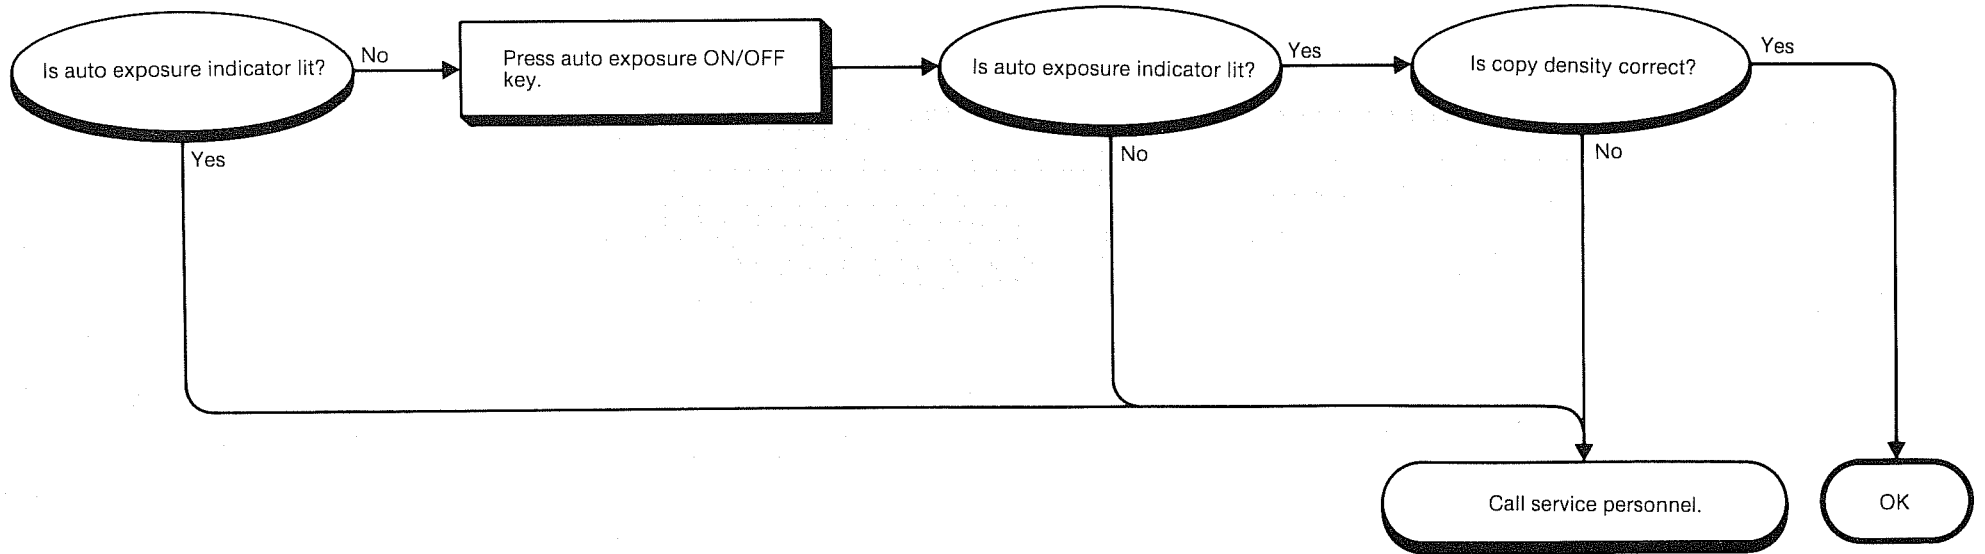 Is auto exposure indicator lit?
No
Press auto exposure ON/OFF
key.
Is auto exposure indicator lit?
Yes
Is copy density correct?
Yes
Yes
No
No
Call service personnel.
OK